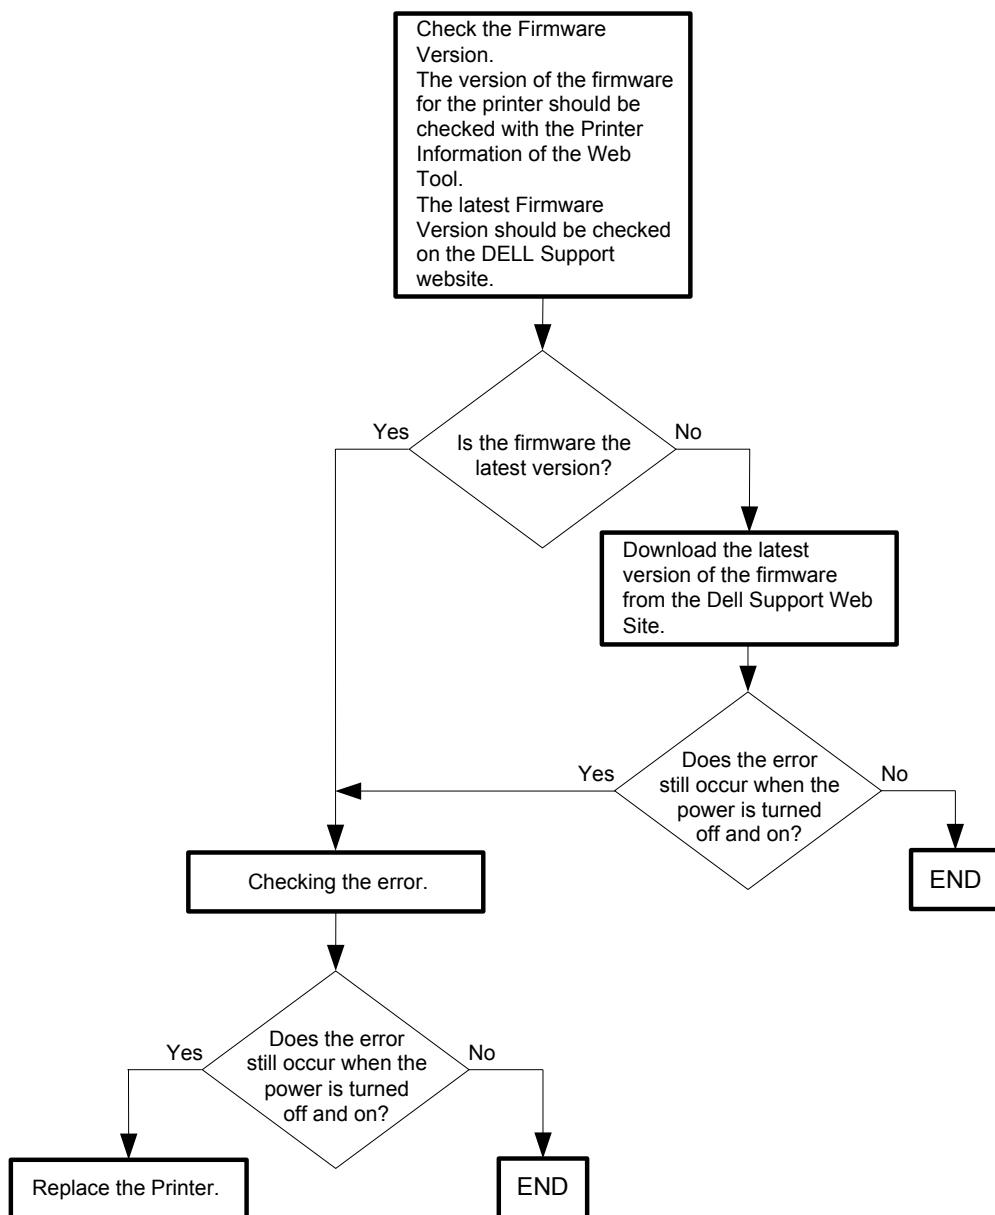 Check the Firmware
Version.
The version of the firmware
for the printer should be
checked with the Printer
Information of the Web
Tool.
The latest Firmware
Version should be checked
on the DELL Support
website.
Yes
No
Is the firmware the
latest version?
Download the latest
version of the firmware
from the Dell Support Web
Site.
Yes
No
Does the error
still occur when the
power is turned
off and on?
END
Checking the error.
Yes
No
Does the error
still occur when the
power is turned
off and on?
Replace the Printer.
END